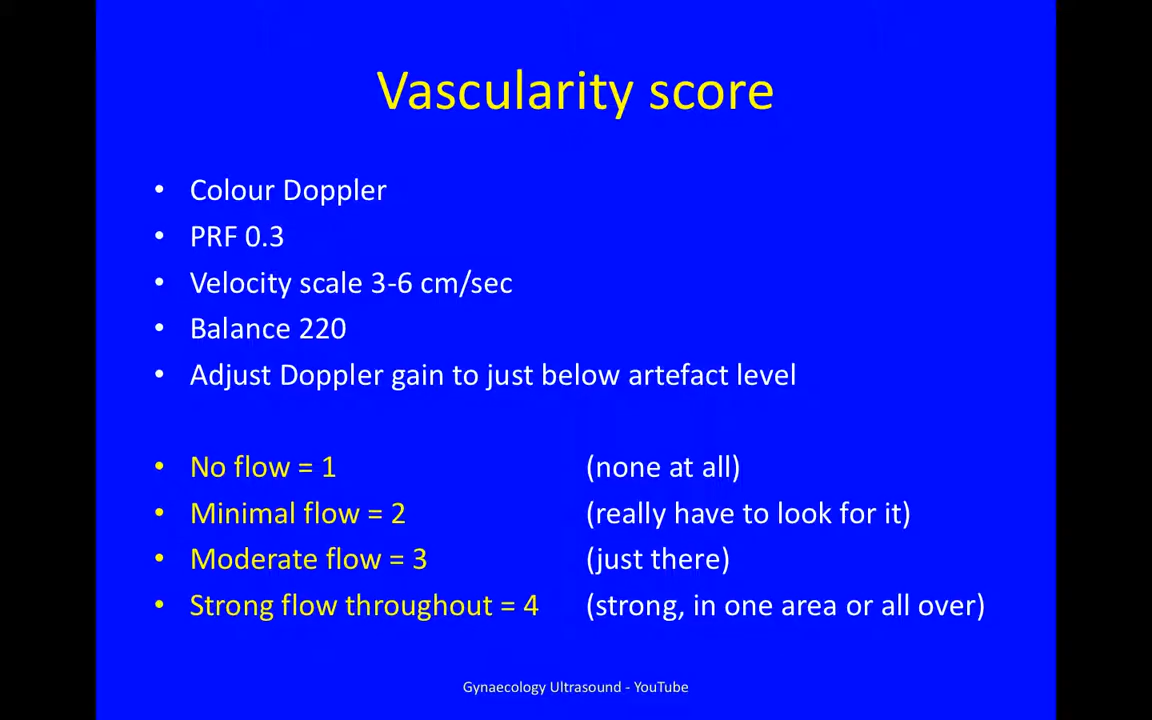 Vascularity score
• Colour Doppler
• PRF 0.3
• Velocity scale 3-6 cm/sec
• Balance 220
• Adjust Doppler gain to just below artefact level
• No flow = 1 (none at all)
• Minimal flow = 2 (really have to look for it)
• Moderate flow = 3 (just there)
• Strong flow throughout = 4 (strong, in one area or all over)
Gynaecology Ultrasound - YouTube